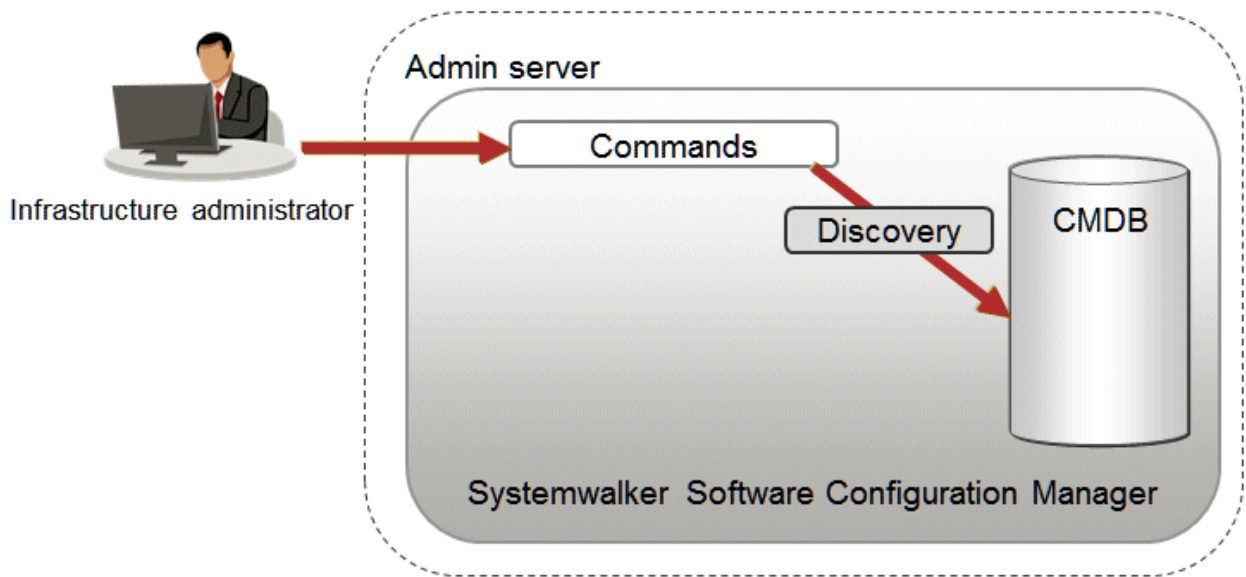 Admin server
Commands
Infrastructure administrator
Discovery
CMDB
Systemwalker Software Configuration Manager